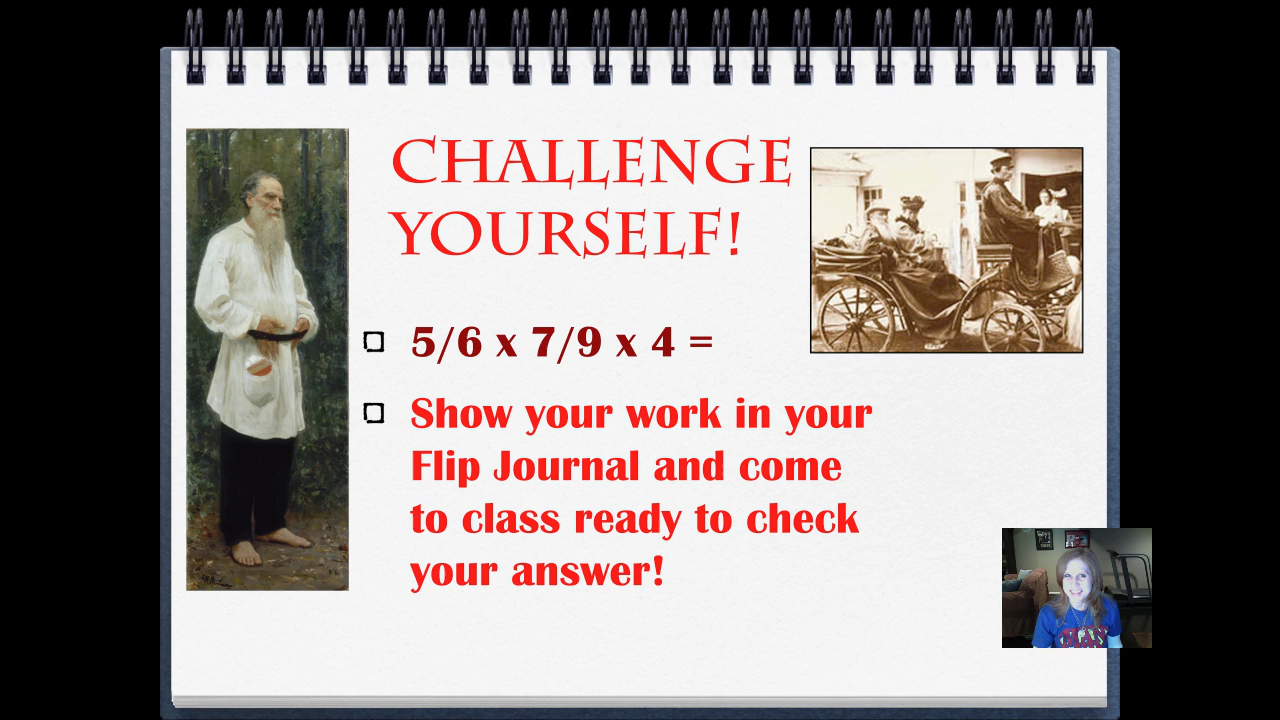 CHALLENGE
YOURSELF!
5/6 x 7/9 x 4 =
Show your work in your
Flip Journal and come
to class ready to check
your answer!